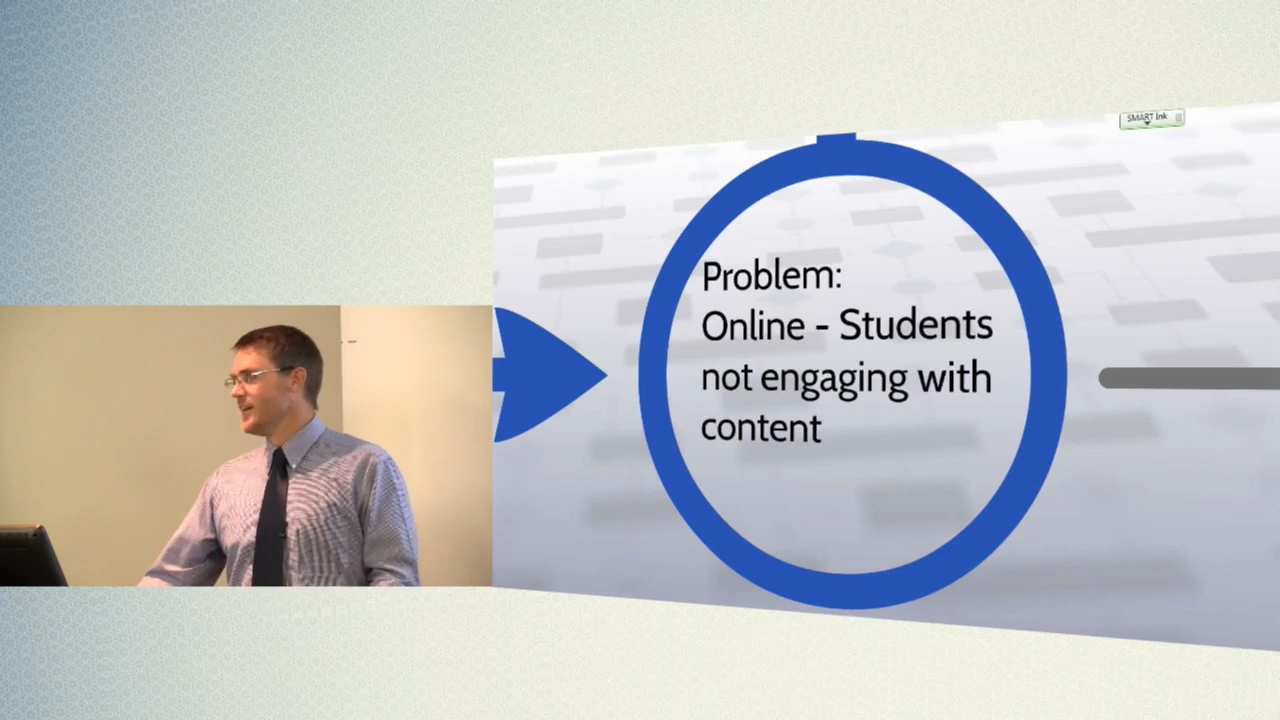 SMART Ink
Problem:
Online - Students
not engaging with
content